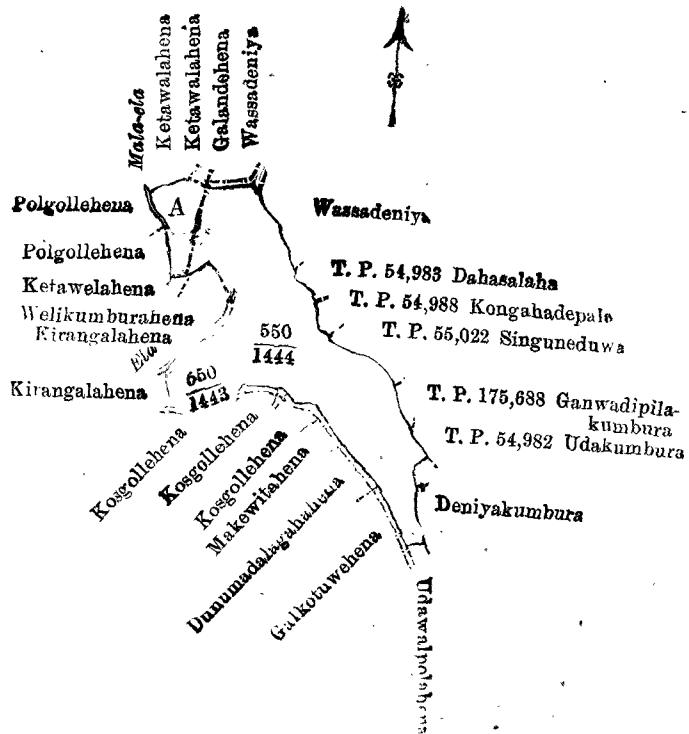 Mala-ela
Ketawalahena
Ketawalahena
Galandehena
Wassadeniya
Polgollehena
A
Wassadeniya
Polgollehena
T. P. 54,983 Dahasalaha
Ketawelahena
T. P. 54,988 Kongahadepala
Welikumburahena
Kirangalahena
T. P. 55,022 Singuneduwa
550
1444
Ela
550
1443
Kirangalahena
T. P. 175,688 Ganwadipila-
kumbura
T. P. 54,982 Udakumbura
Kosgollehena
Kosgollehena
Kosgollehena
Makewitahena
Dunumadalagahahena
Galkotuwehena
Deniyakumbura
Udawalpolahena